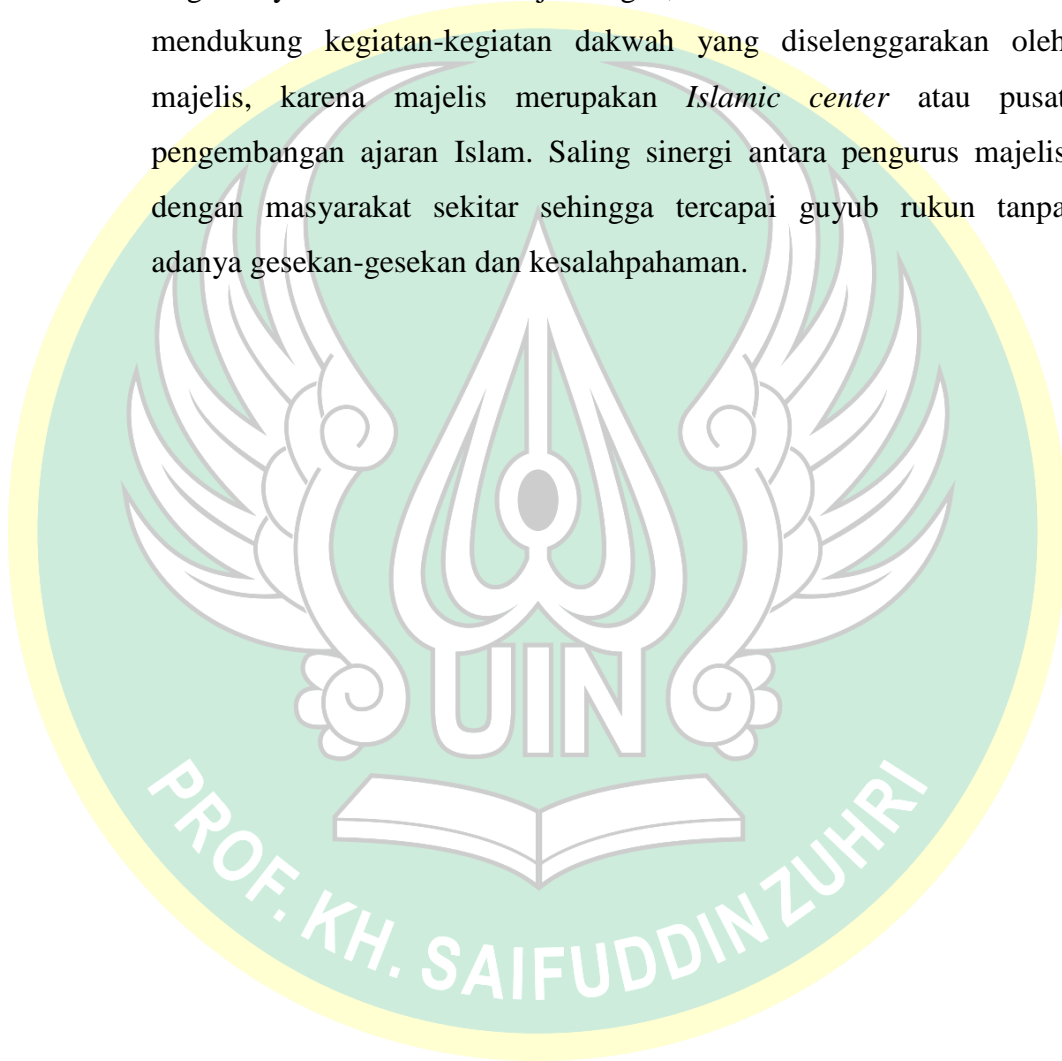 mendukung kegiatan-kegiatan dakwah yang diselenggarakan oleh
majelis, karena majelis merupakan Islamic center atau pusat
pengembangan ajaran Islam. Saling sinergi antara pengurus majelis
dengan masyarakat sekitar sehingga tercapai guyub rukun tanpa
adanya gesekan-gesekan dan kesalahpahaman.
UIN
PROF. KH. SAIFUDDIN ZUHRI